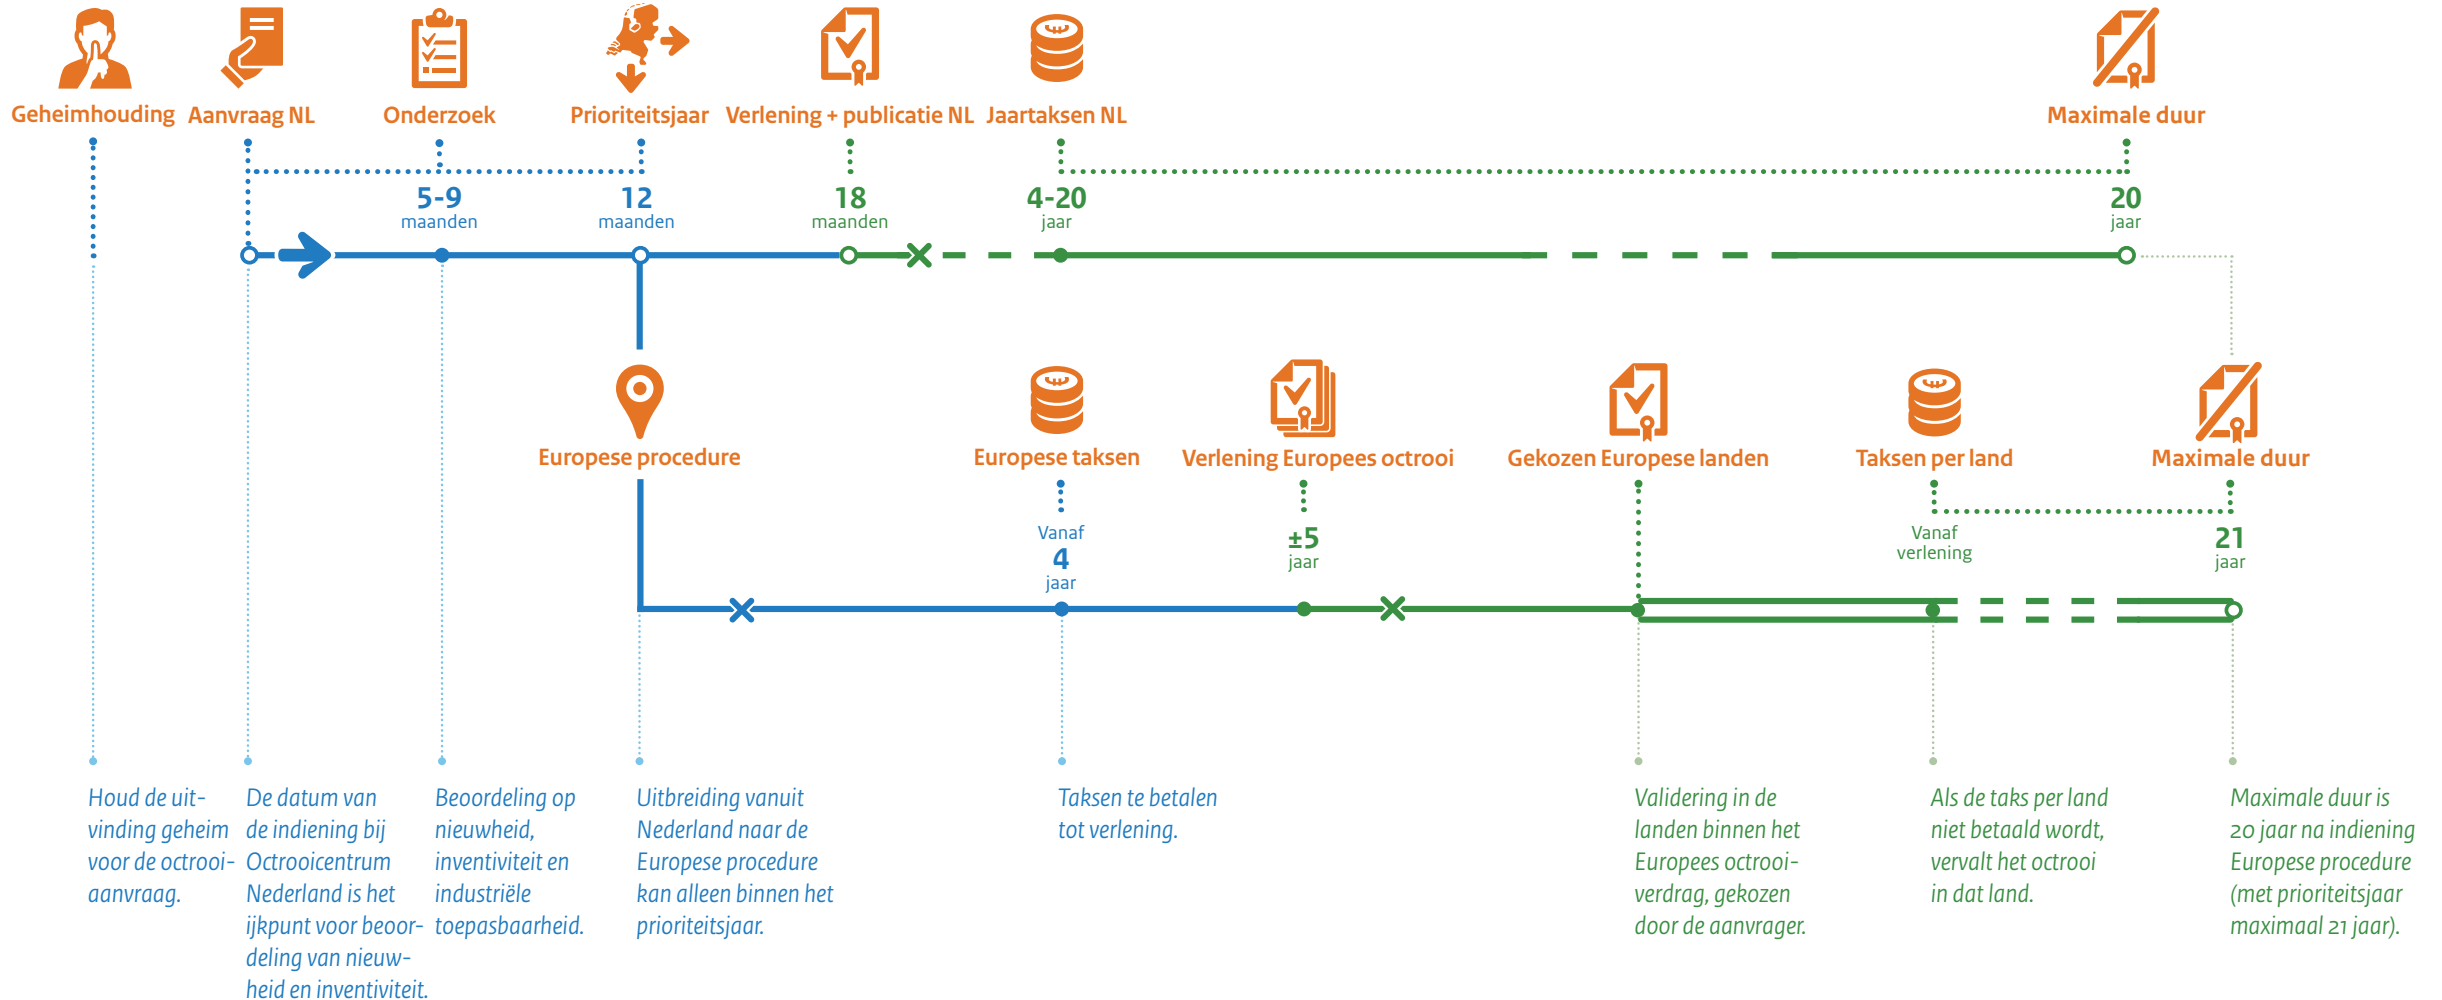 Geheimhouding
Aanvraag NL
Onderzoek
Prioriteitsjaar
Verlening + publicatie NL
Jaartaksen NL
Maximale duur
5-9
maanden
12
maanden
18
maanden
4-20
jaar
20
jaar
Europese procedure
Europese taksen
Verlening Europees octrooi
Gekozen Europese landen
Taksen per land
Maximale duur
Vanaf
4
jaar
±5
jaar
Vanaf
verlening
21
jaar
Houd de uit-
vinding geheim
voor de octrooi-
aanvraag.
De datum van
de indiening bij
Octrooicentrum
Nederland is het
ijkpunt voor beoor-
deling van nieuw-
heid en inventiviteit.
Beoordeling op
nieuwheid,
inventiviteit en
industriële
toepasbaarheid.
Uitbreiding vanuit
Nederland naar de
Europese procedure
kan alleen binnen het
prioriteitsjaar.
Taksen te betalen
tot verlening.
Validering in de
landen binnen het
Europees octrooi-
verdrag, gekozen
door de aanvrager.
Als de taks per land
niet betaald wordt,
vervalt het octrooi
in dat land.
Maximale duur is
20 jaar na indiening
Europese procedure
(met prioriteitsjaar
maximaal 21 jaar).